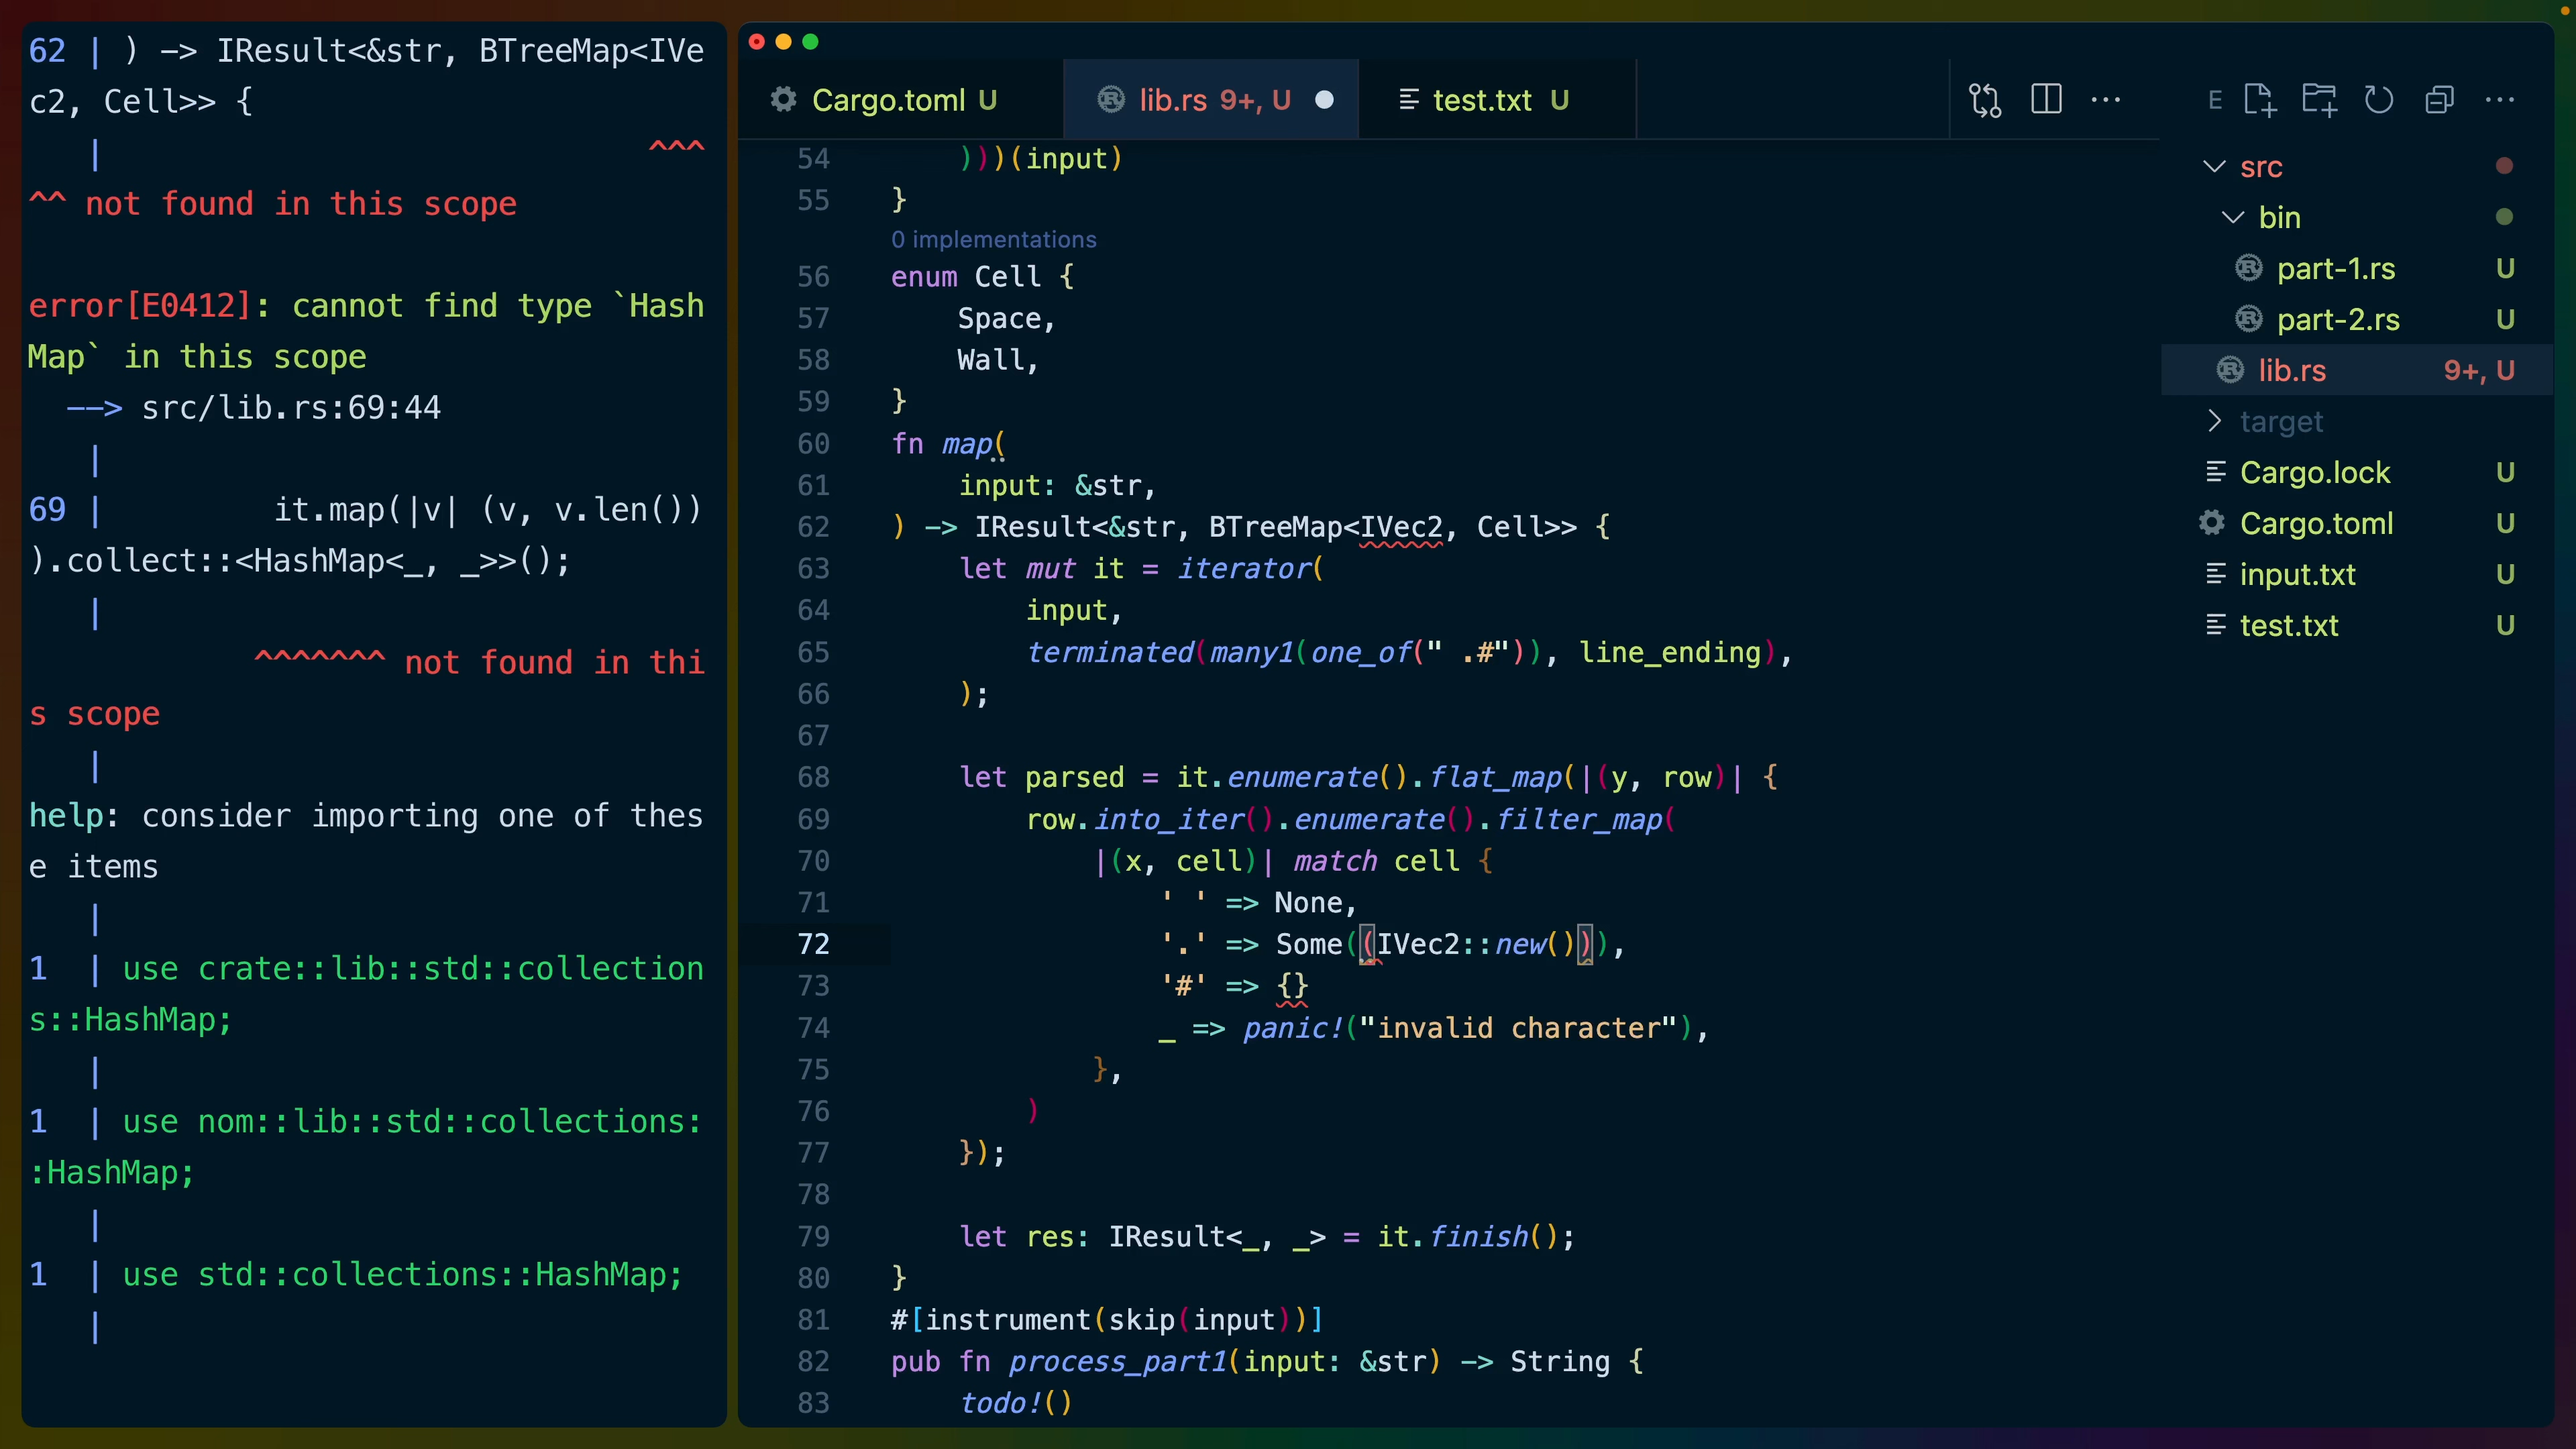 62 | ) -> IResult<&str, BTreeMap<IVe
c2, Cell>> {
|
^^^
^^ not found in this scope
error[E0412]: cannot find type `Hash
Map` in this scope
--> src/lib.rs:69:44
|
69 | it.map(|v| (v, v.len())
).collect::<HashMap<_, _>>();
|
^^^^^^^ not found in thi
s scope
|
help: consider importing one of thes
e items
|
1 | use crate::lib::std::collection
s::HashMap;
|
1 | use nom::lib::std::collections:
:HashMap;
|
1 | use std::collections::HashMap;
|
Cargo.toml U
lib.rs 9+, U
test.txt U
54 )))(input)
55 }
0 implementations
56 enum Cell {
57 Space,
58 Wall,
59 }
60 fn map(
61 input: &str,
62 ) -> IResult<&str, BTreeMap<IVec2, Cell>> {
63 let mut it = iterator(
64 input,
65 terminated(many1(one_of(" .#")), line_ending),
66 );
67
68 let parsed = it.enumerate().flat_map(|(y, row)| {
69 row.into_iter().enumerate().filter_map(
70 |(x, cell)| match cell {
71 ' ' => None,
72 '.' => Some((IVec2::new())),
73 '#' => {}
74 _ => panic!("invalid character"),
75 },
76 )
77 });
78
79 let res: IResult<_, _> = it.finish();
80 }
81 #[instrument(skip(input))]
82 pub fn process_part1(input: &str) -> String {
83 todo!()
E
src
bin
part-1.rs U
part-2.rs U
lib.rs 9+, U
target
Cargo.lock U
Cargo.toml U
input.txt U
test.txt U